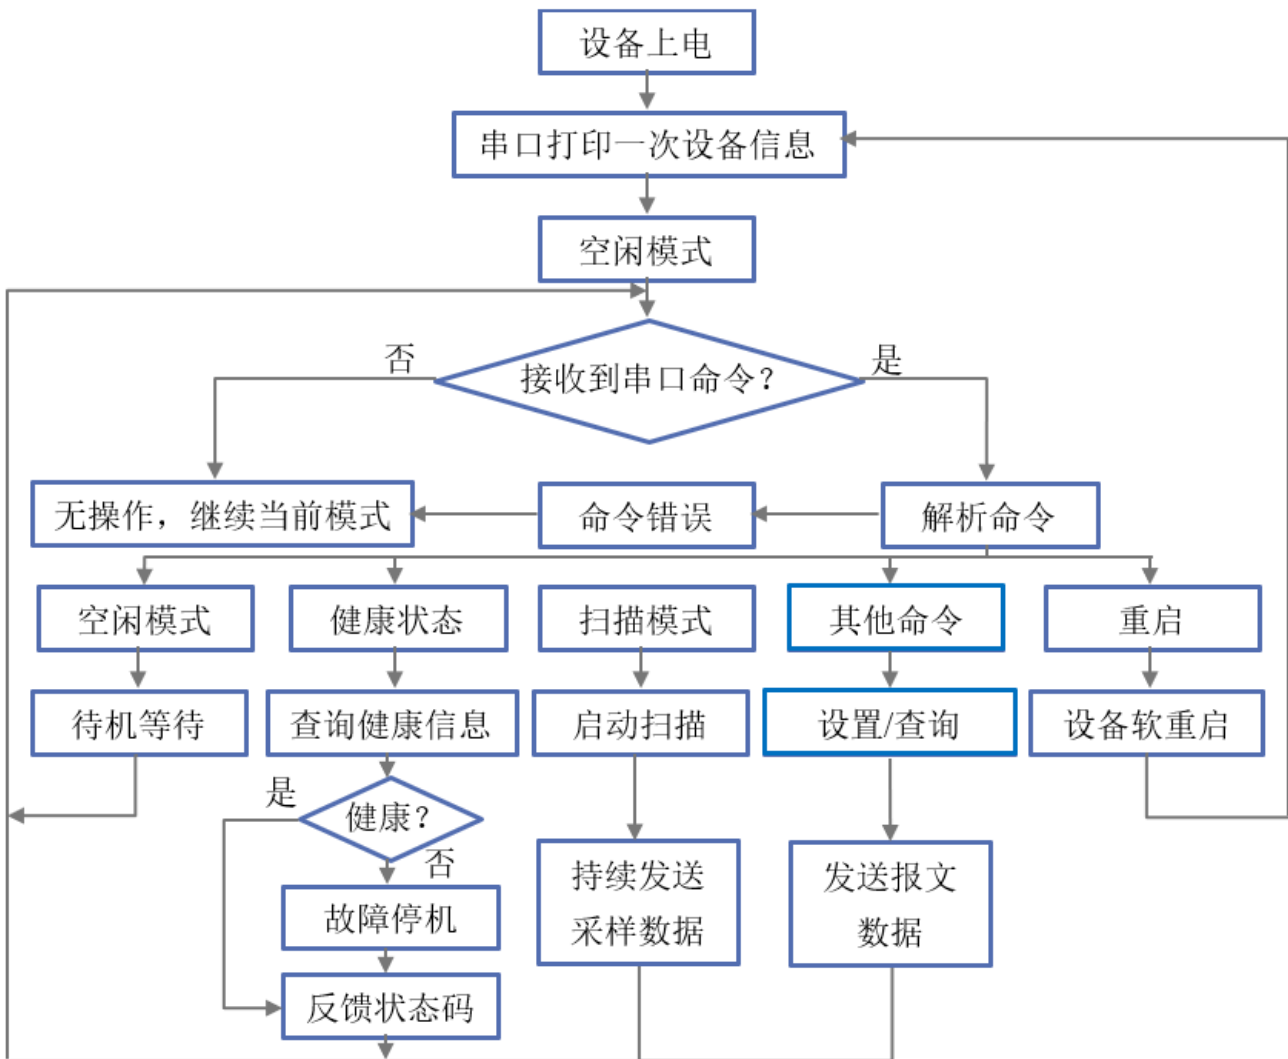 设备上电
串口打印一次设备信息
空闲模式
否
接收到串口命令？
是
无操作，继续当前模式
命令错误
解析命令
空闲模式
健康状态
扫描模式
其他命令
重启
待机等待
查询健康信息
启动扫描
设置/查询
设备软重启
是
健康？
否
持续发送
采样数据
发送报文
数据
故障停机
反馈状态码